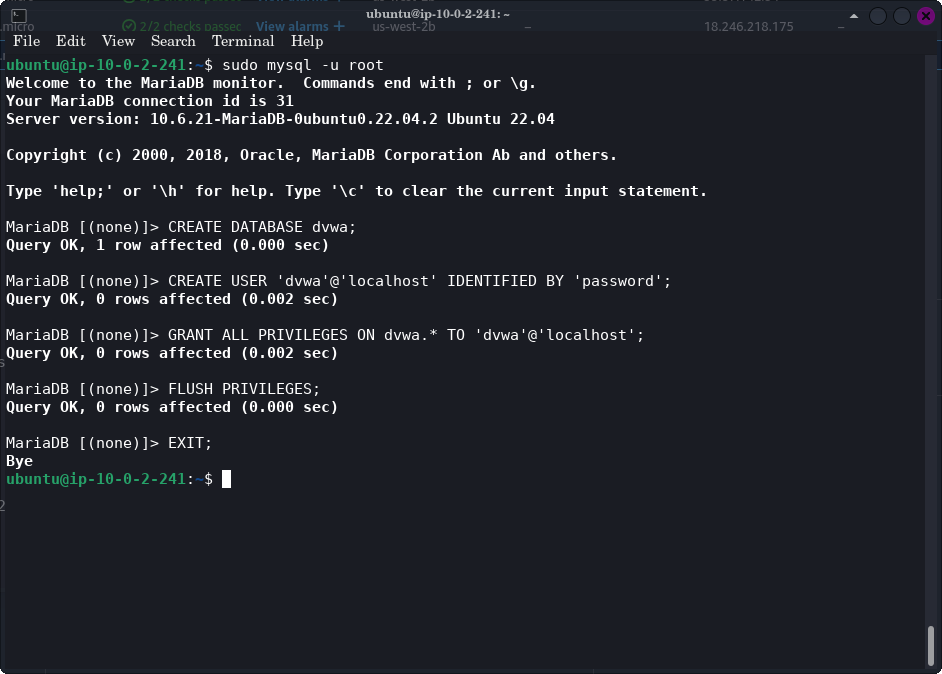 ubuntu@ip-10-0-2-241: ~
.micro 2/2 checks passec View alarms + us-west-2b – 18.246.218.175 –
File Edit View Search Terminal Help
ubuntu@ip-10-0-2-241:~$ sudo mysql -u root
Welcome to the MariaDB monitor.  Commands end with ; or \g.
Your MariaDB connection id is 31
Server version: 10.6.21-MariaDB-0ubuntu0.22.04.2 Ubuntu 22.04
Copyright (c) 2000, 2018, Oracle, MariaDB Corporation Ab and others.
Type 'help;' or '\h' for help. Type '\c' to clear the current input statement.
MariaDB [(none)]> CREATE DATABASE dvwa;
Query OK, 1 row affected (0.000 sec)
MariaDB [(none)]> CREATE USER 'dvwa'@'localhost' IDENTIFIED BY 'password';
Query OK, 0 rows affected (0.002 sec)
MariaDB [(none)]> GRANT ALL PRIVILEGES ON dvwa.* TO 'dvwa'@'localhost';
Query OK, 0 rows affected (0.002 sec)
MariaDB [(none)]> FLUSH PRIVILEGES;
Query OK, 0 rows affected (0.000 sec)
MariaDB [(none)]> EXIT;
Bye
ubuntu@ip-10-0-2-241:~$